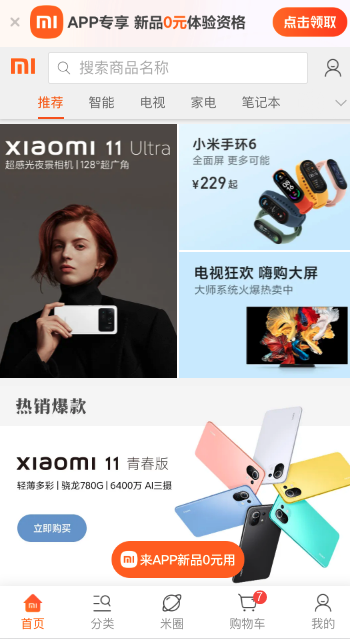 × mi APP专享 新品0元体验资格 点击领取
mi 搜索商品名称
推荐 智能 电视 家电 笔记本
xiaomi 11 Ultra
超感光夜景相机 | 128°超广角
小米手环6
全面屏 更多可能
¥229起
电视狂欢 嗨购大屏
大师系统火爆热卖中
热销爆款
xiaomi 11 青春版
轻薄多彩 | 骁龙780G | 6400万 AI三摄
立即购买
mi 来APP新品0元用
7
首页 分类 米圈 购物车 我的